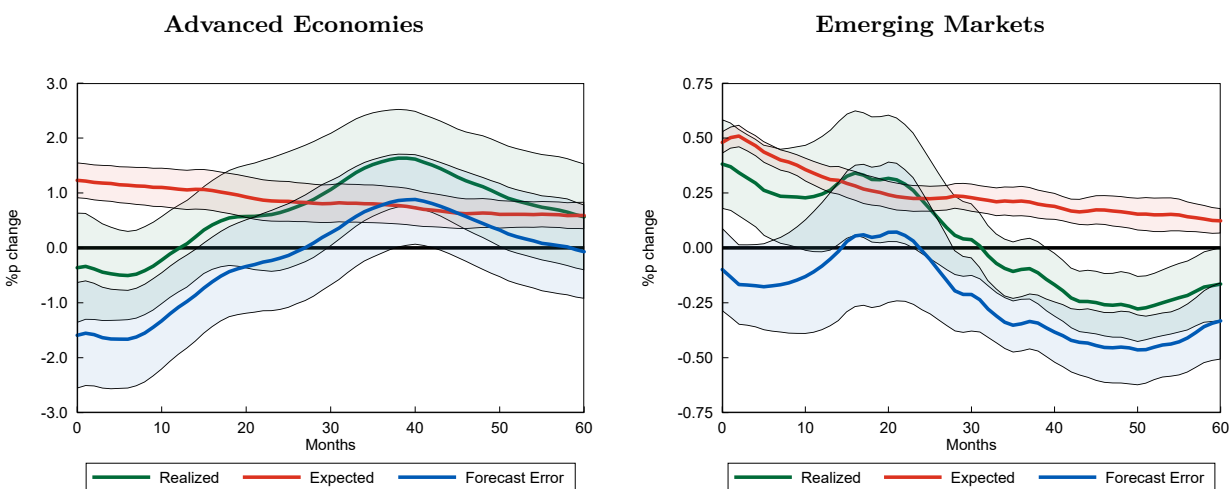 Advanced Economies
3.0
2.0
1.0
0.0
-1.0
-2.0
-3.0
%p change
0 10 20 30 40 50 60
Months
Realized Expected Forecast Error
Emerging Markets
0.75
0.50
0.25
0.00
-0.25
-0.50
-0.75
%p change
0 10 20 30 40 50 60
Months
Realized Expected Forecast Error